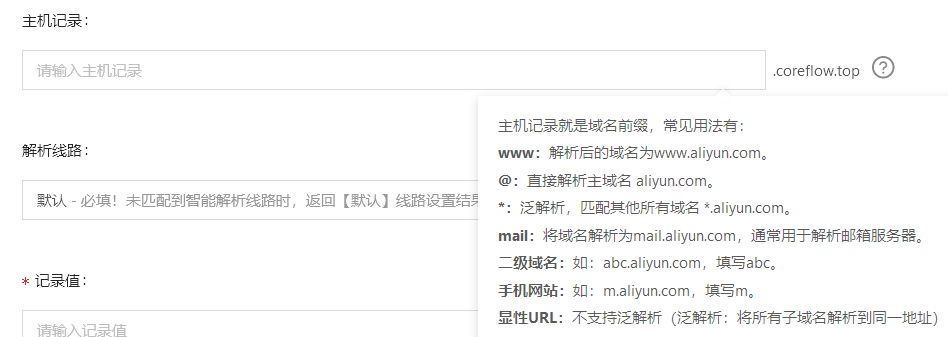 主机记录：
请输入主机记录
.coreflow.top ?
主机记录就是域名前缀，常见用法有：
解析线路：
www：解析后的域名为www.aliyun.com。
@：直接解析主域名 aliyun.com。
默认 - 必填！未匹配到智能解析线路时，返回【默认】线路设置结果
*：泛解析，匹配其他所有域名 *.aliyun.com。
mail：将域名解析为mail.aliyun.com，通常用于解析邮箱服务器。
二级域名：如：abc.aliyun.com，填写abc。
* 记录值：
手机网站：如：m.aliyun.com，填写m。
显性URL：不支持泛解析（泛解析：将所有子域名解析到同一地址）
请输入记录值